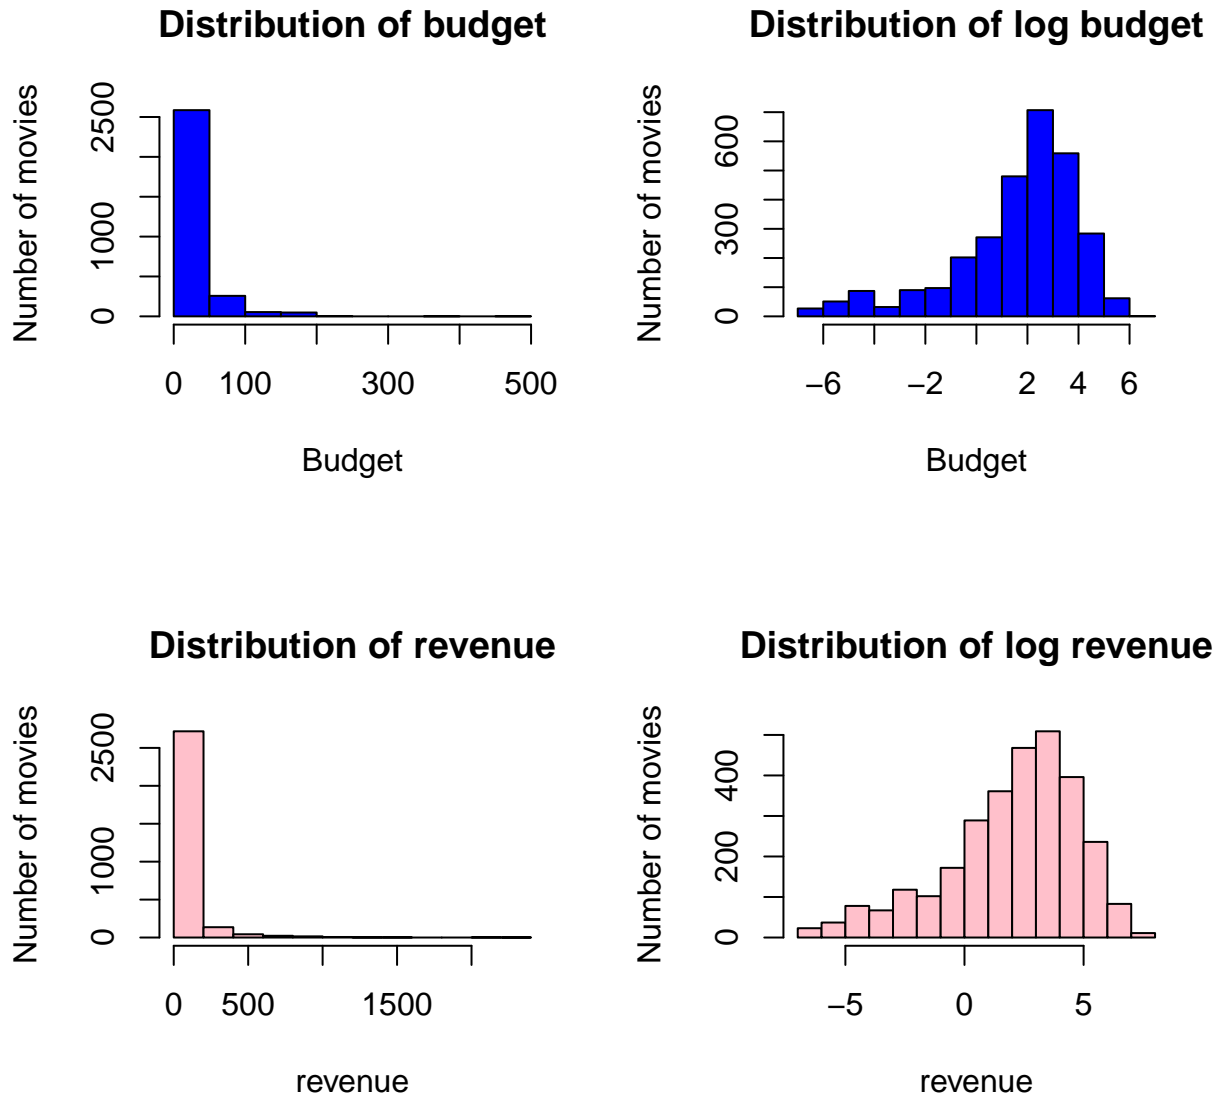 Distribution of budget
Number of movies
0 1000 2500
0 100 300 500
Budget
Distribution of log budget
Number of movies
0 300 600
−6 −2 2 4 6
Budget
Distribution of revenue
Number of movies
0 1000 2500
0 500 1500
revenue
Distribution of log revenue
Number of movies
0 200 400
−5 0 5
revenue